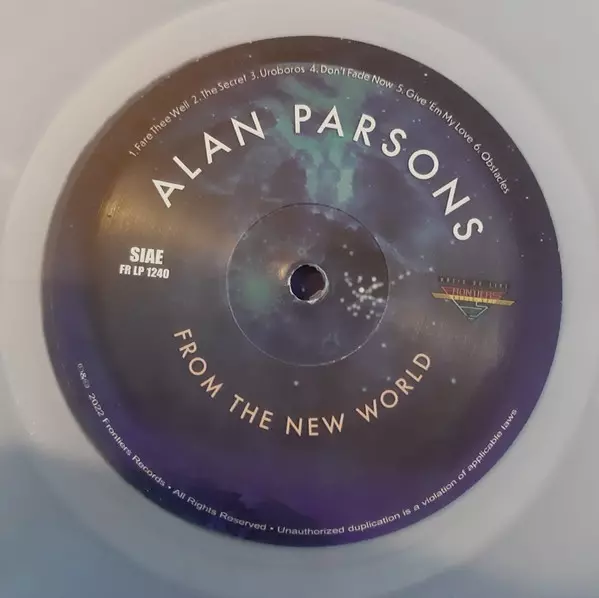 1. Fare Thee Well 2. The Secret 3. Uroboros 4. Don't Fade Now 5. Give 'Em My Love 6. Obstacles
ALAN PARSONS
SIAE
FR LP 1240
FRONTIERS
FROM THE NEW WORLD
℗&© 2022 Frontiers Records • All Rights Reserved • Unauthorized duplication is a violation of applicable laws